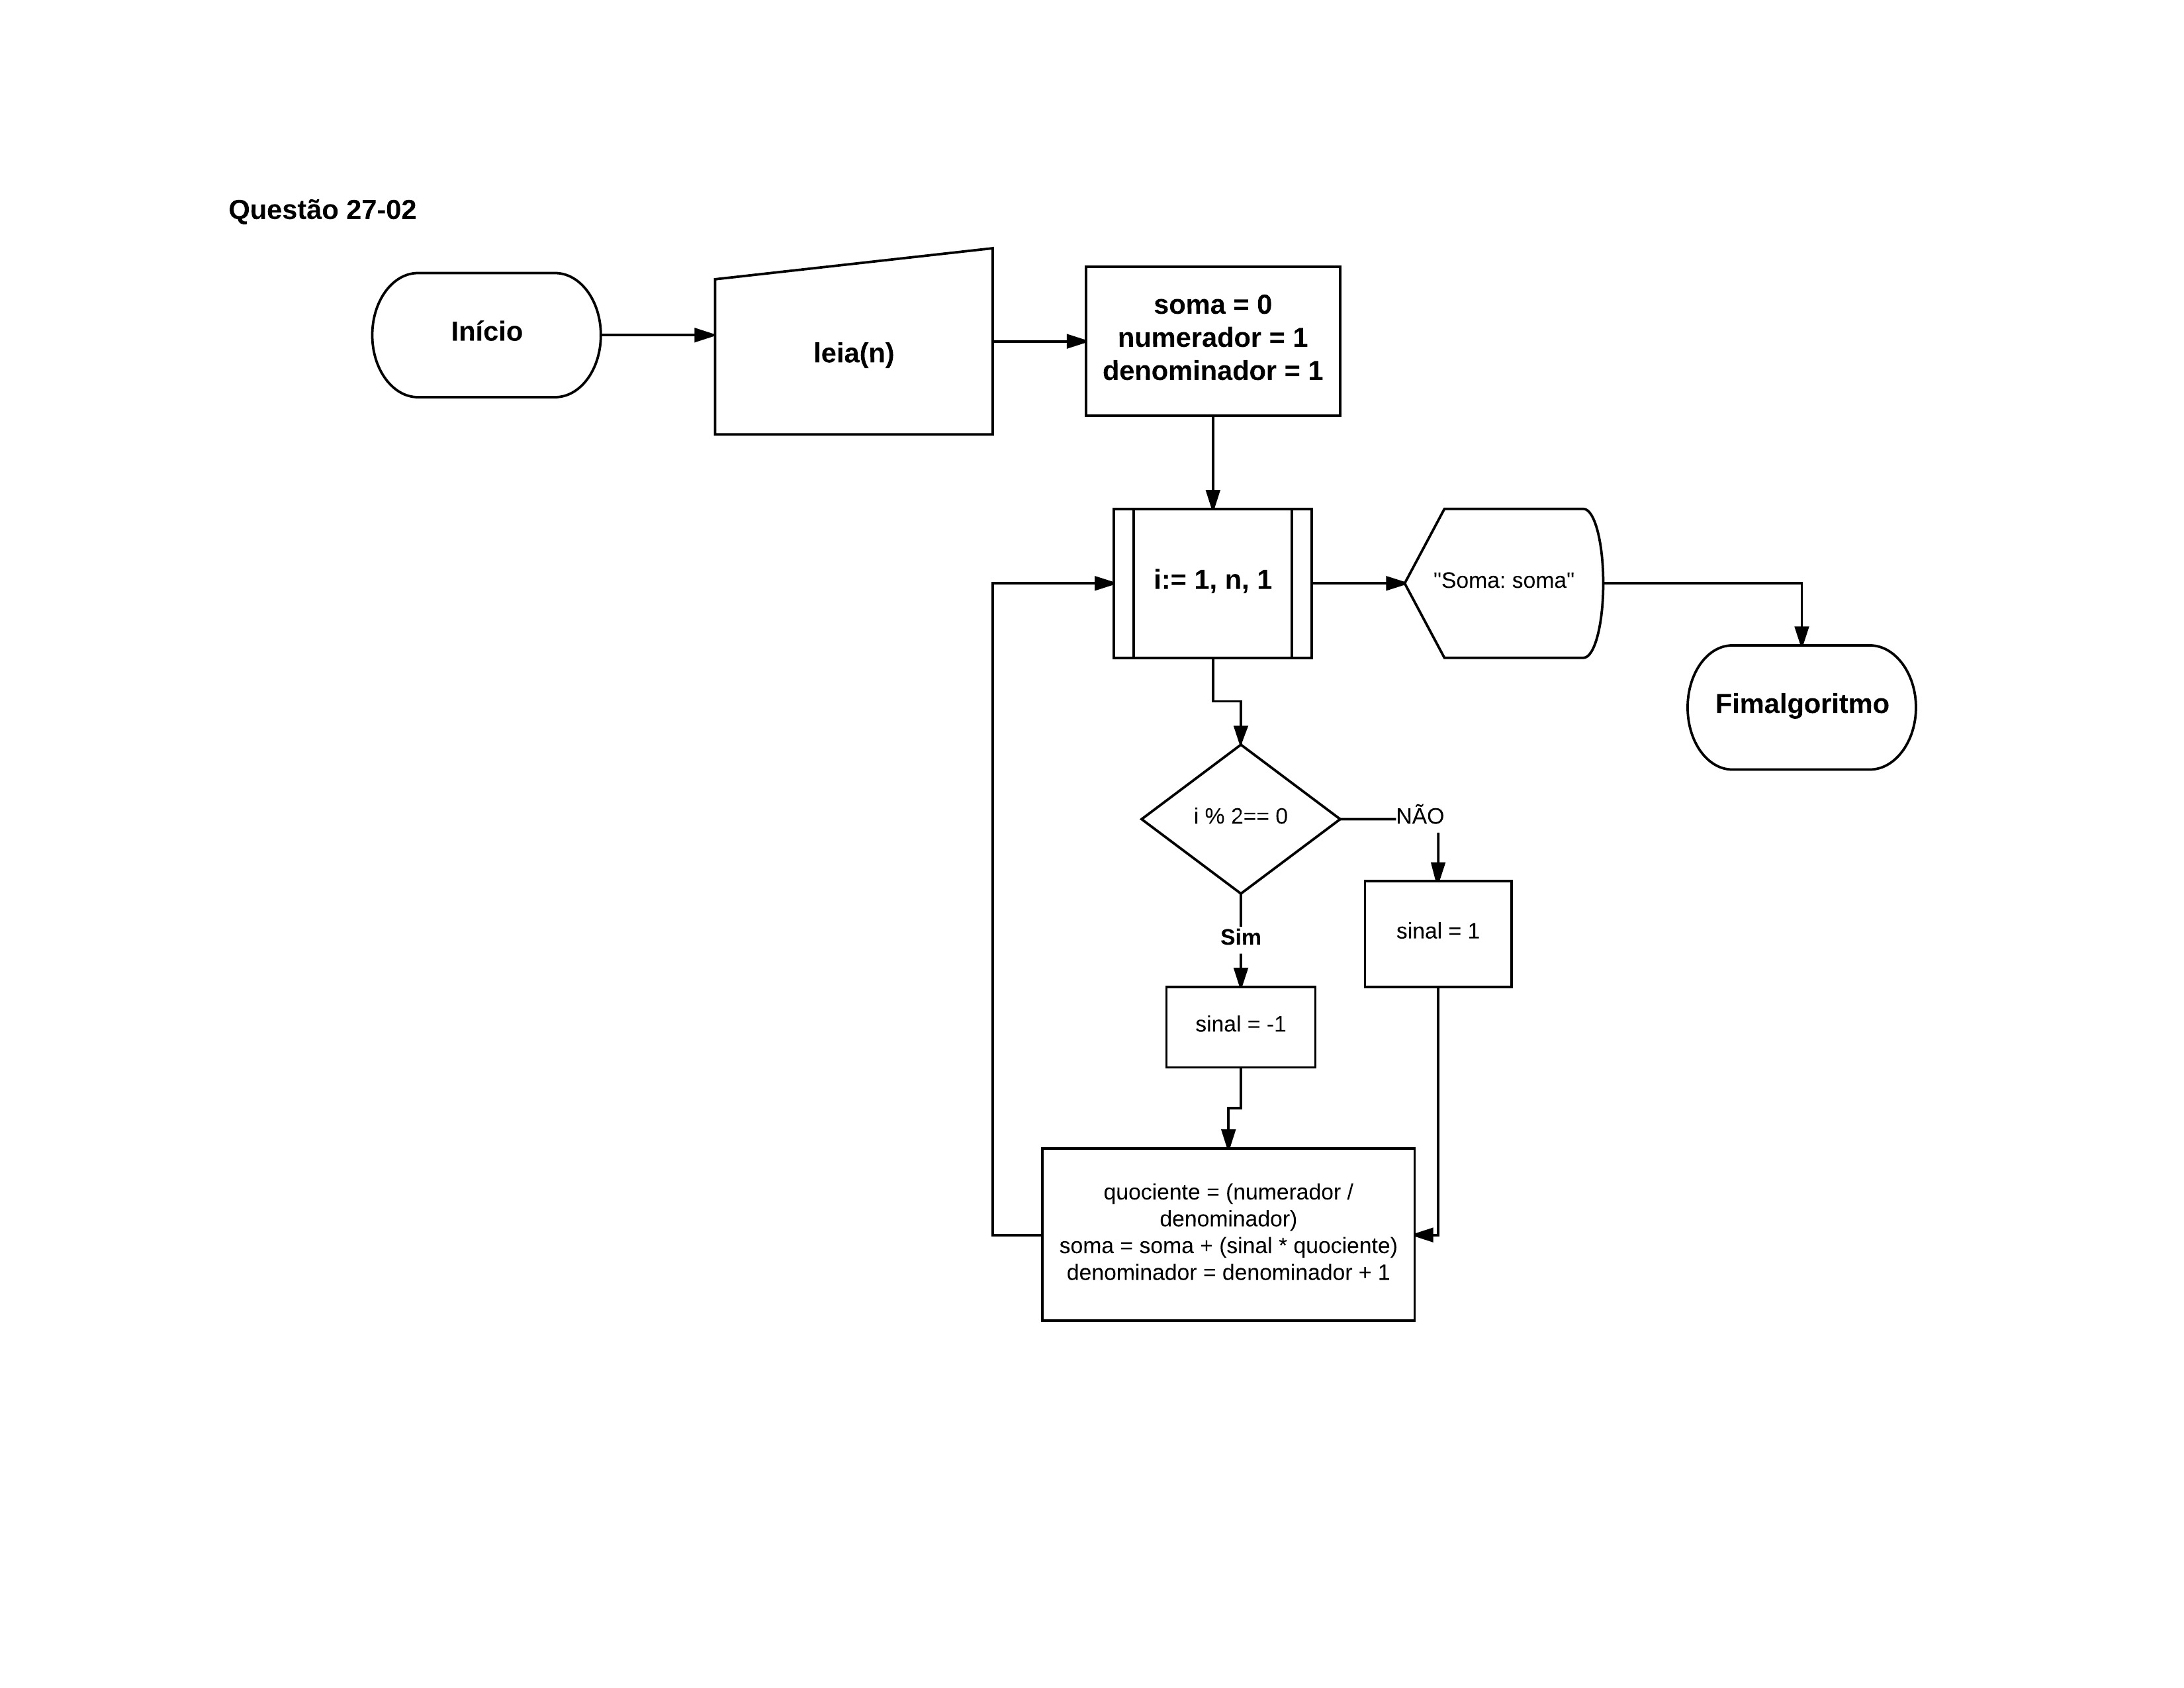 Questão 27-02
Início
leia(n)
soma = 0
numerador = 1
denominador = 1
i:= 1, n, 1
"Soma: soma"
Fimalgoritmo
i % 2== 0
NÃO
Sim
sinal = 1
sinal = -1
quociente = (numerador /
denominador)
soma = soma + (sinal * quociente)
denominador = denominador + 1